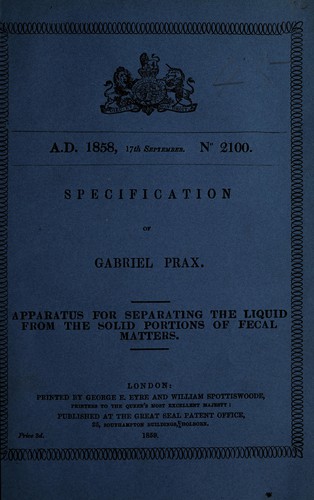 A.D. 1858, 17th SEPTEMBER. No 2100.
SPECIFICATION
OF
GABRIEL PRAX.
APPARATUS FOR SEPARATING THE LIQUID
FROM THE SOLID PORTIONS OF FECAL
MATTERS.
LONDON:
PRINTED BY GEORGE E. EYRE AND WILLIAM SPOTTISWOODE,
PRINTERS TO THE QUEEN'S MOST EXCELLENT MAJESTY:
PUBLISHED AT THE GREAT SEAL PATENT OFFICE,
25, SOUTHAMPTON BUILDINGS, HOLBORN.
Price 3d. 1859.